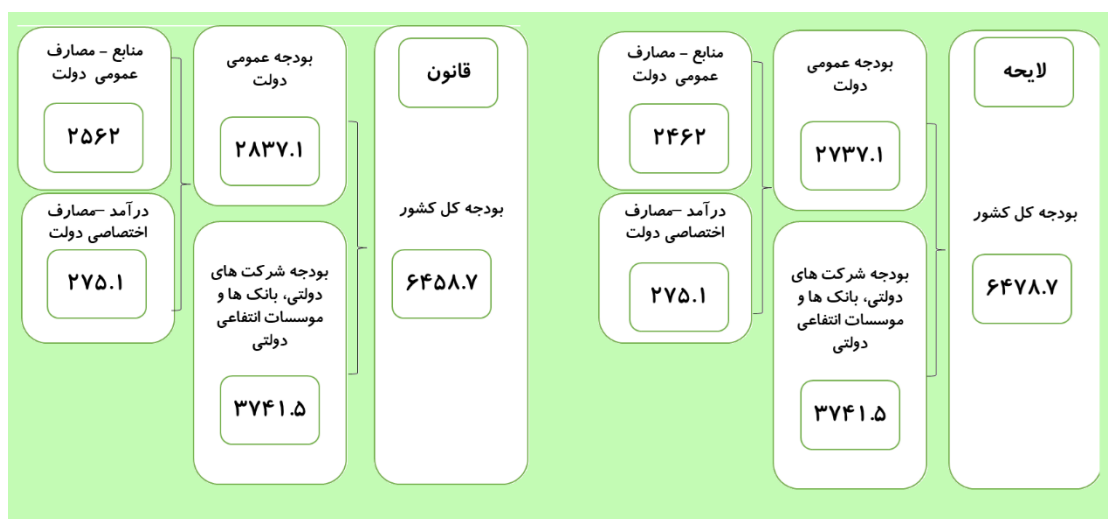 لایحه
بودجه کل کشور
۶۴۷۸.۷
بودجه عمومی
دولت
۲۷۳۷.۱
بودجه شرکت های
دولتی، بانک ها و
موسسات انتفاعی
دولتی
۳۷۴۱.۵
منابع – مصارف
عمومی دولت
۲۴۶۲
درآمد –مصارف
اختصاصی دولت
۲۷۵.۱
قانون
بودجه کل کشور
۶۴۵۸.۷
بودجه عمومی
دولت
۲۸۳۷.۱
بودجه شرکت های
دولتی، بانک ها و
موسسات انتفاعی
دولتی
۳۷۴۱.۵
منابع – مصارف
عمومی دولت
۲۵۶۲
درآمد –مصارف
اختصاصی دولت
۲۷۵.۱